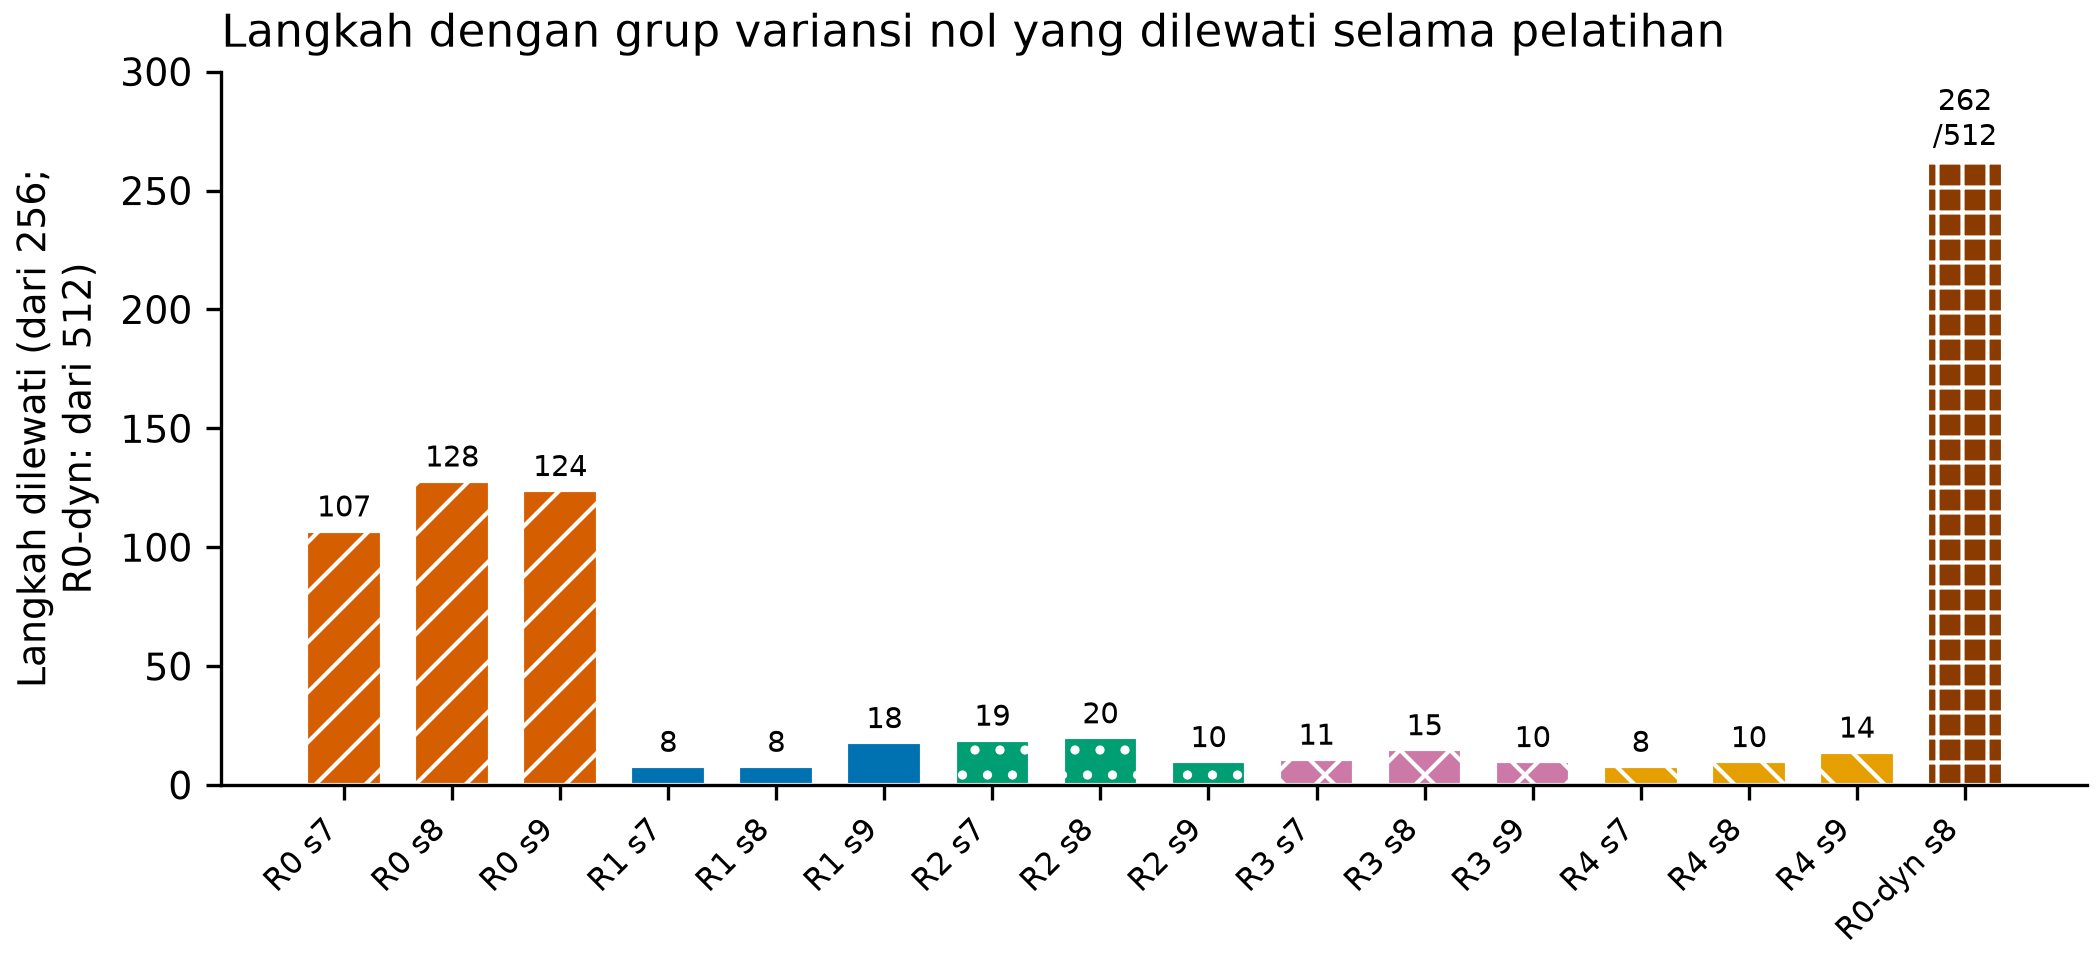 Langkah dengan grup variansi nol yang dilewati selama pelatihan
Langkah dilewati (dari 256;
R0-dyn: dari 512)
300
250
200
150
100
50
0
107
128
124
8
8
18
19
20
10
11
15
10
8
10
14
262
/512
R0 s7
R0 s8
R0 s9
R1 s7
R1 s8
R1 s9
R2 s7
R2 s8
R2 s9
R3 s7
R3 s8
R3 s9
R4 s7
R4 s8
R4 s9
R0-dyn s8